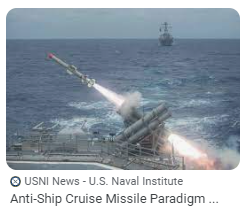 USNI News - U.S. Naval Institute
Anti-Ship Cruise Missile Paradigm ...